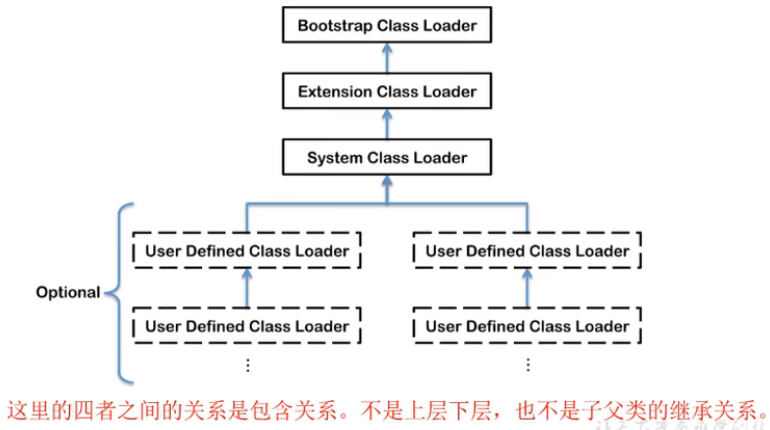 Bootstrap Class Loader
Extension Class Loader
System Class Loader
User Defined Class Loader
User Defined Class Loader
Optional
User Defined Class Loader
User Defined Class Loader
⋮
⋮
这里的四者之间的关系是包含关系。不是上层下层，也不是子父类的继承关系。